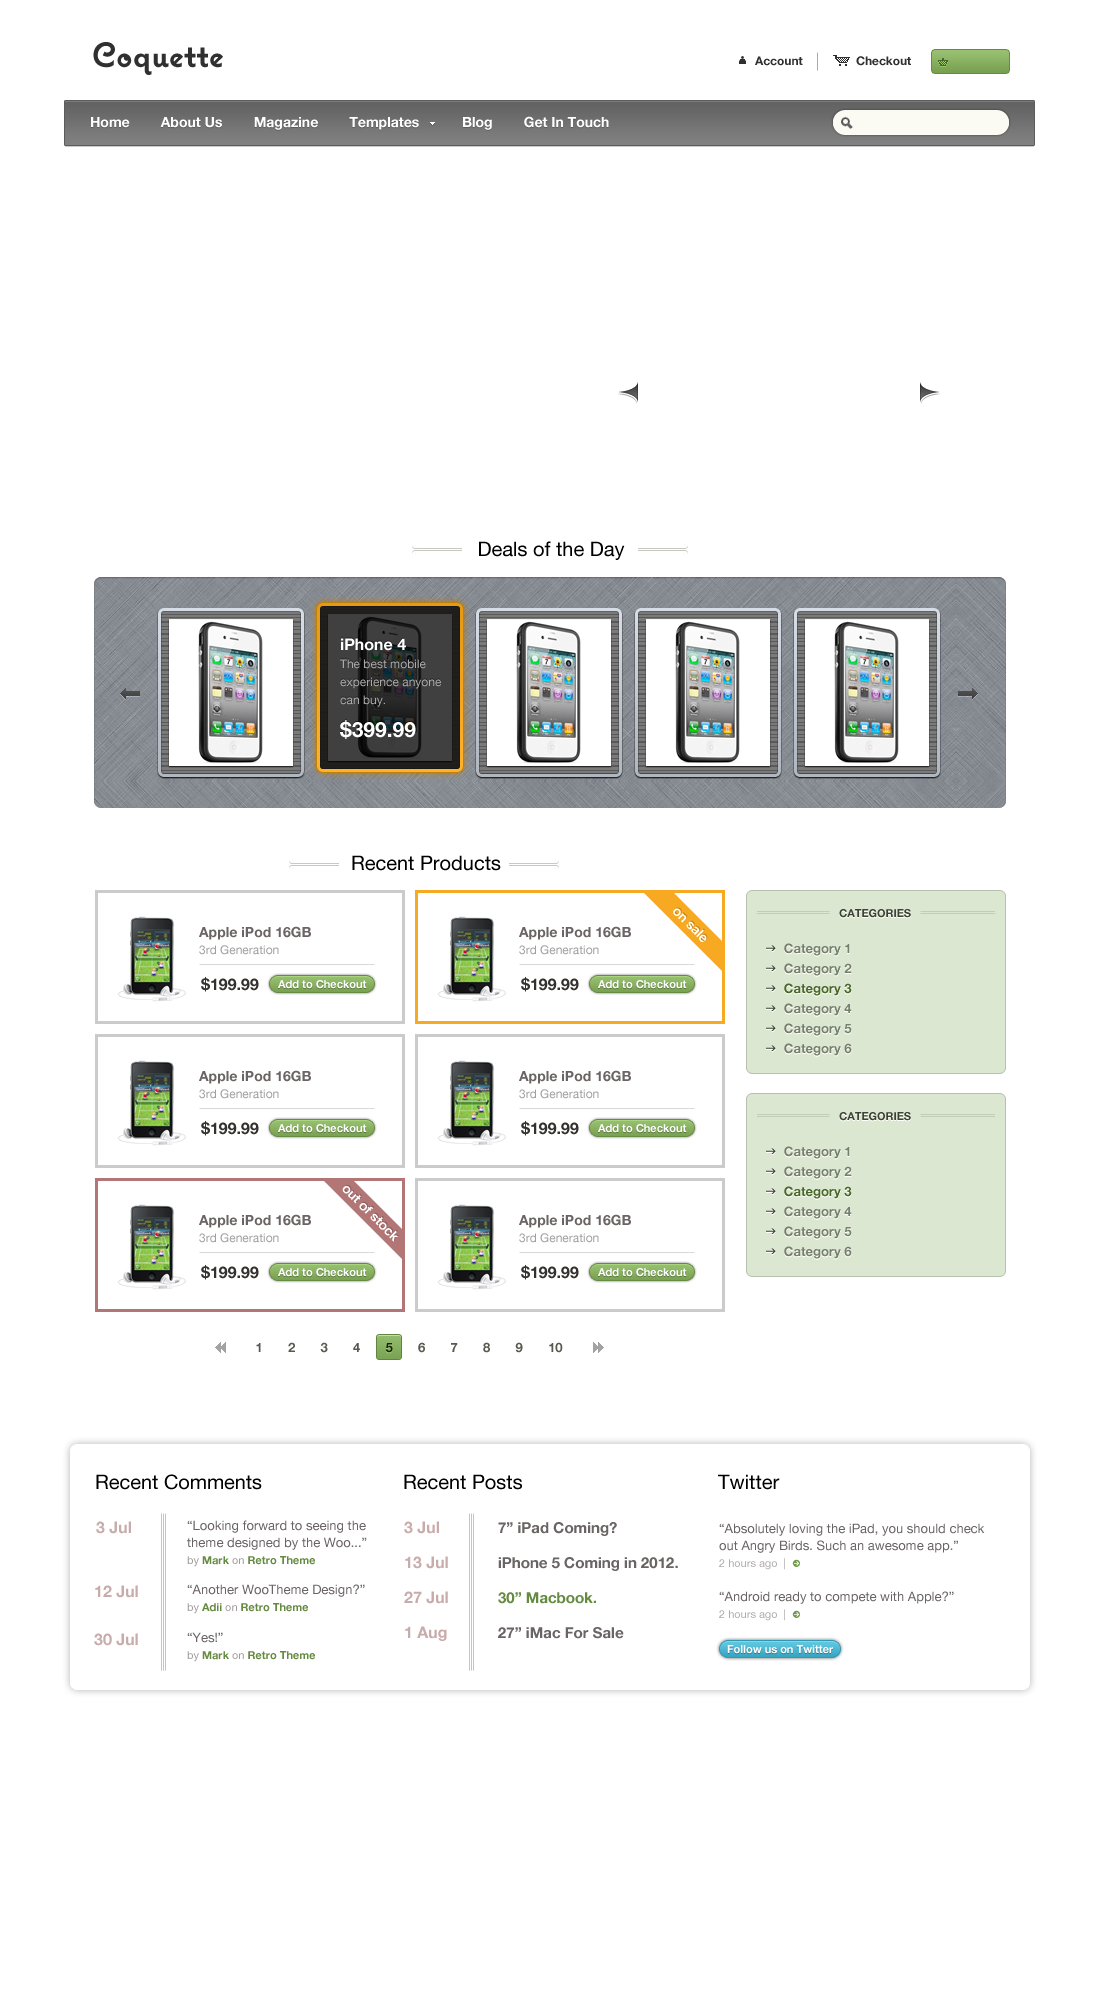 Coquette
Account
Checkout
Home
About Us
Magazine
Templates
Blog
Get In Touch
Deals of the Day
iPhone 4
The best mobile
experience anyone
can buy.
$399.99
Recent Products
Apple iPod 16GB
3rd Generation
$199.99
Add to Checkout
on sale
Apple iPod 16GB
3rd Generation
$199.99
Add to Checkout
Apple iPod 16GB
3rd Generation
$199.99
Add to Checkout
Apple iPod 16GB
3rd Generation
$199.99
Add to Checkout
out of stock
Apple iPod 16GB
3rd Generation
$199.99
Add to Checkout
Apple iPod 16GB
3rd Generation
$199.99
Add to Checkout
CATEGORIES
Category 1
Category 2
Category 3
Category 4
Category 5
Category 6
CATEGORIES
Category 1
Category 2
Category 3
Category 4
Category 5
Category 6
1 2 3 4 5 6 7 8 9 10
Recent Comments
3 Jul
“Looking forward to seeing the
theme designed by the Woo...”
by Mark on Retro Theme
12 Jul
“Another WooTheme Design?”
by Adii on Retro Theme
30 Jul
“Yes!”
by Mark on Retro Theme
Recent Posts
3 Jul 7” iPad Coming?
13 Jul iPhone 5 Coming in 2012.
27 Jul 30” Macbook.
1 Aug 27” iMac For Sale
Twitter
“Absolutely loving the iPad, you should check
out Angry Birds. Such an awesome app.”
2 hours ago |
“Android ready to compete with Apple?”
2 hours ago |
Follow us on Twitter